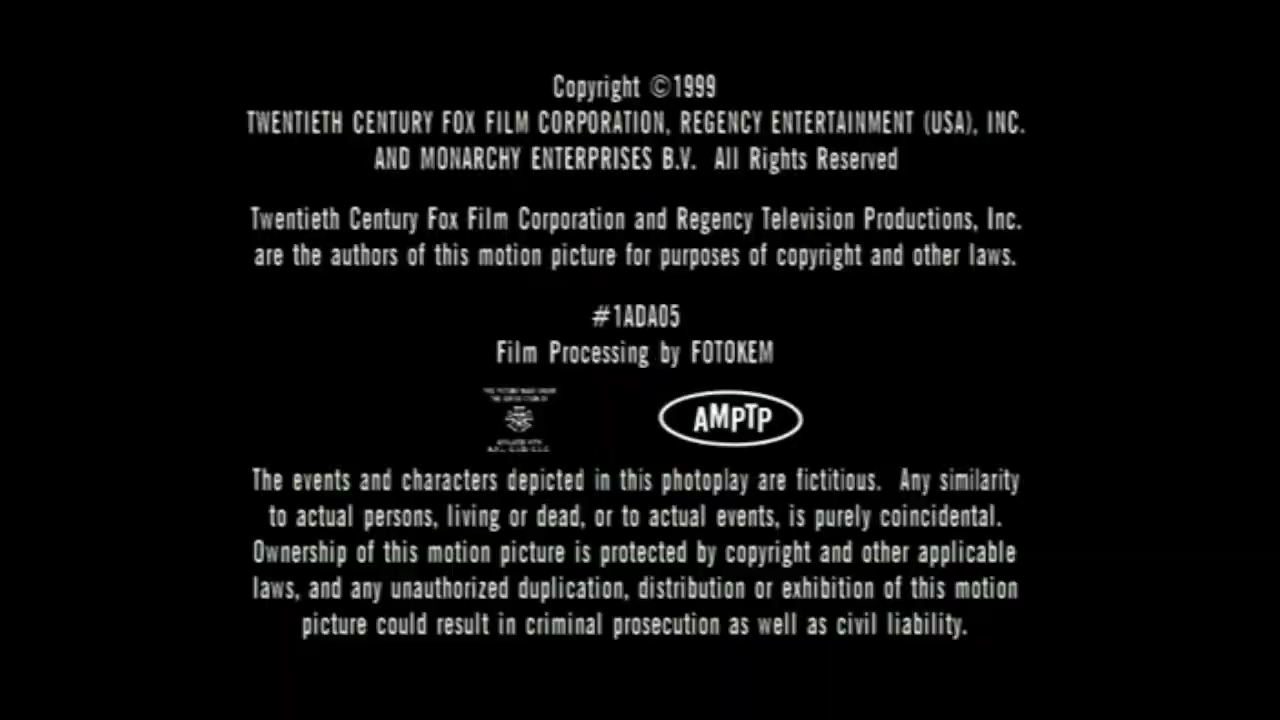 Copyright ©1999
TWENTIETH CENTURY FOX FILM CORPORATION, REGENCY ENTERTAINMENT (USA), INC.
AND MONARCHY ENTERPRISES B.V. All Rights Reserved
Twentieth Century Fox Film Corporation and Regency Television Productions, Inc.
are the authors of this motion picture for purposes of copyright and other laws.
#1ADA05
Film Processing by FOTOKEM
AMPTP
The events and characters depicted in this photoplay are fictitious. Any similarity
to actual persons, living or dead, or to actual events, is purely coincidental.
Ownership of this motion picture is protected by copyright and other applicable
laws, and any unauthorized duplication, distribution or exhibition of this motion
picture could result in criminal prosecution as well as civil liability.